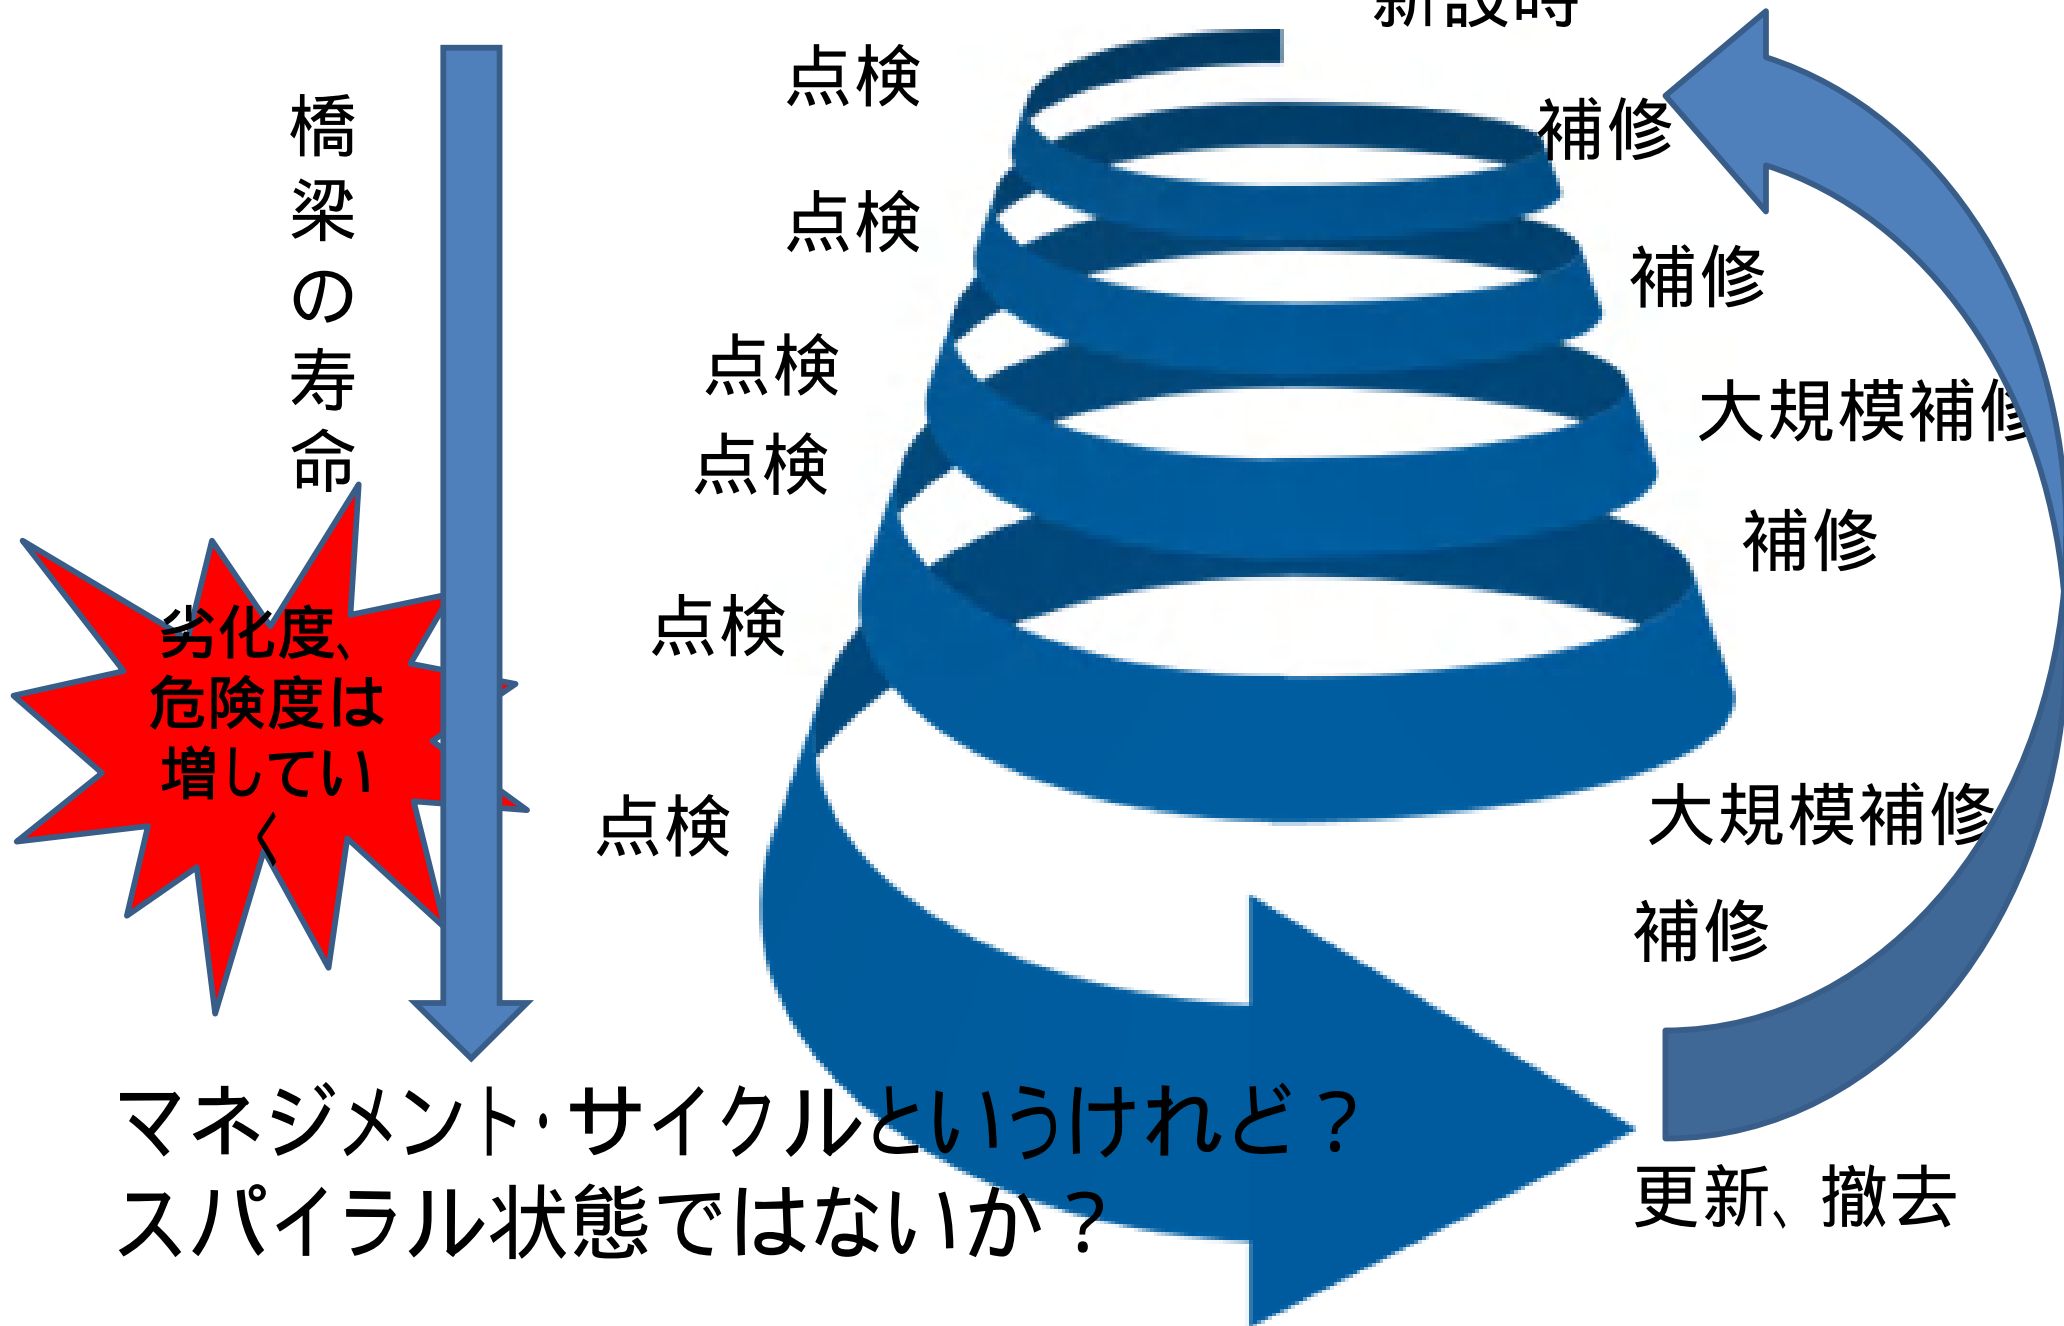 新設時
点検
補修
橋梁の寿命
点検
補修
点検
大規模補修
点検
補修
点検
劣化度、
危険度は
増してい
く
点検
大規模補修
補修
マネジメント・サイクルというけれど？
スパイラル状態ではないか？
更新、撤去